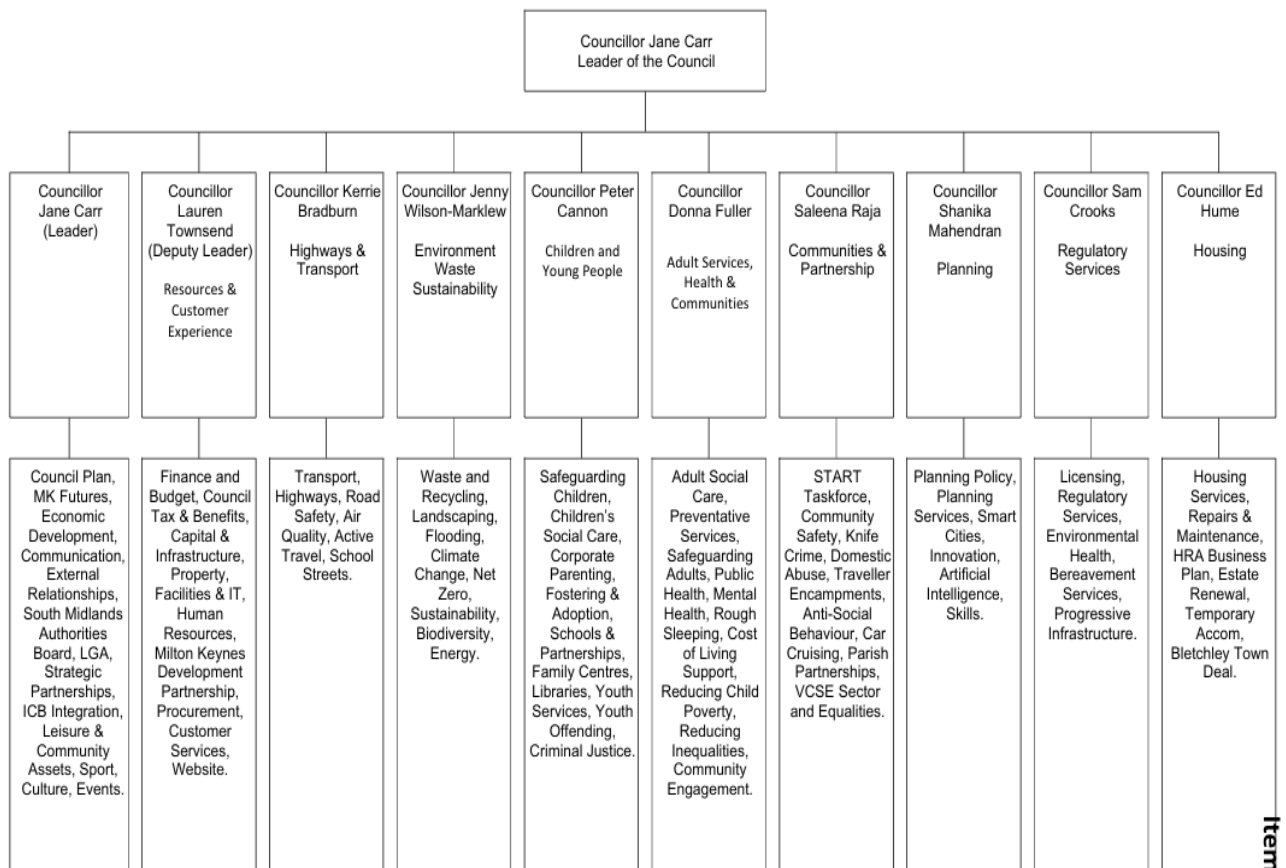 Councillor Jane Carr
Leader of the Council
Councillor
Jane Carr
(Leader)
Councillor
Lauren
Townsend
(Deputy Leader)
Resources &
Customer
Experience
Councillor Kerrie
Bradburn
Highways &
Transport
Councillor Jenny
Wilson-Marklew
Environment
Waste
Sustainability
Councillor Peter
Cannon
Children and
Young People
Councillor
Donna Fuller
Adult Services,
Health &
Communities
Councillor
Saleena Raja
Communities &
Partnership
Councillor
Shanika
Mahendran
Planning
Councillor Sam
Crooks
Regulatory
Services
Councillor Ed
Hume
Housing
Council Plan,
MK Futures,
Economic
Development,
Communication,
External
Relationships,
South Midlands
Authorities
Board, LGA,
Strategic
Partnerships,
ICB Integration,
Leisure &
Community
Assets, Sport,
Culture, Events.
Finance and
Budget, Council
Tax & Benefits,
Capital &
Infrastructure,
Property,
Facilities & IT,
Human
Resources,
Milton Keynes
Development
Partnership,
Procurement,
Customer
Services,
Website.
Transport,
Highways, Road
Safety, Air
Quality, Active
Travel, School
Streets.
Waste and
Recycling,
Landscaping,
Flooding,
Climate
Change, Net
Zero,
Sustainability,
Biodiversity,
Energy.
Safeguarding
Children,
Children's
Social Care,
Corporate
Parenting,
Fostering &
Adoption,
Schools &
Partnerships,
Family Centres,
Libraries, Youth
Services, Youth
Offending,
Criminal Justice.
Adult Social
Care,
Preventative
Services,
Safeguarding
Adults, Public
Health, Mental
Health, Rough
Sleeping, Cost
of Living
Support,
Reducing Child
Poverty,
Reducing
Inequalities,
Community
Engagement.
START
Taskforce,
Community
Safety, Knife
Crime, Domestic
Abuse, Traveller
Encampments,
Anti-Social
Behaviour, Car
Cruising, Parish
Partnerships,
VCSE Sector
and Equalities.
Planning Policy,
Planning
Services, Smart
Cities,
Innovation,
Artificial
Intelligence,
Skills.
Licensing,
Regulatory
Services,
Environmental
Health,
Bereavement
Services,
Progressive
Infrastructure.
Housing
Services,
Repairs &
Maintenance,
HRA Business
Plan, Estate
Renewal,
Temporary
Accom,
Bletchley Town
Deal.